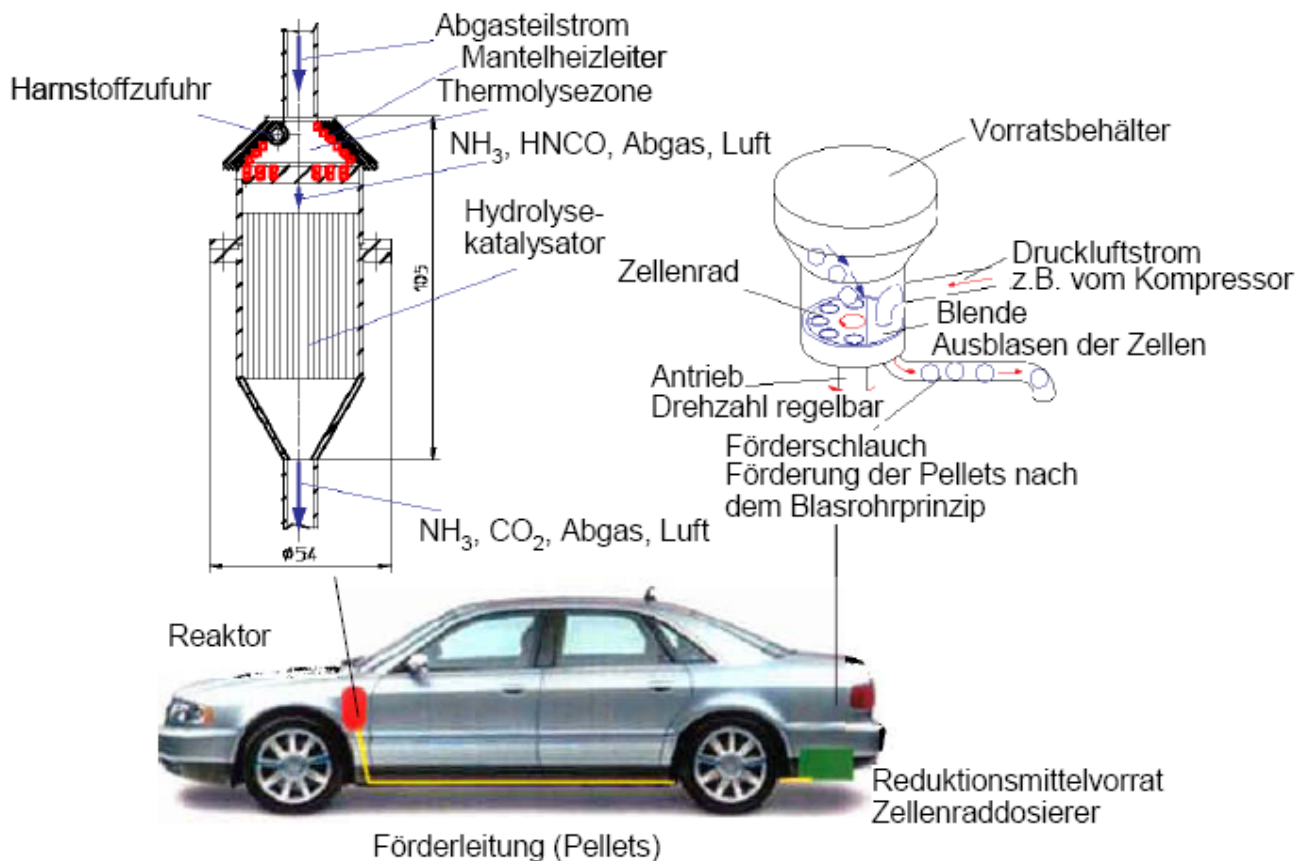 Abgasteilstrom
Mantelheizleiter
Harnstoffzufuhr
Thermolysezone
NH₃, HNCO, Abgas, Luft
Hydrolyse-
katalysator
105
NH₃, CO₂, Abgas, Luft
ø54
Vorratsbehälter
Zellenrad
Druckluftstrom
z.B. vom Kompressor
Blende
Ausblasen der Zellen
Antrieb
Drehzahl regelbar
Förderschlauch
Förderung der Pellets nach
dem Blasrohrprinzip
Reaktor
Reduktionsmittelvorrat
Zellenraddosierer
Förderleitung (Pellets)